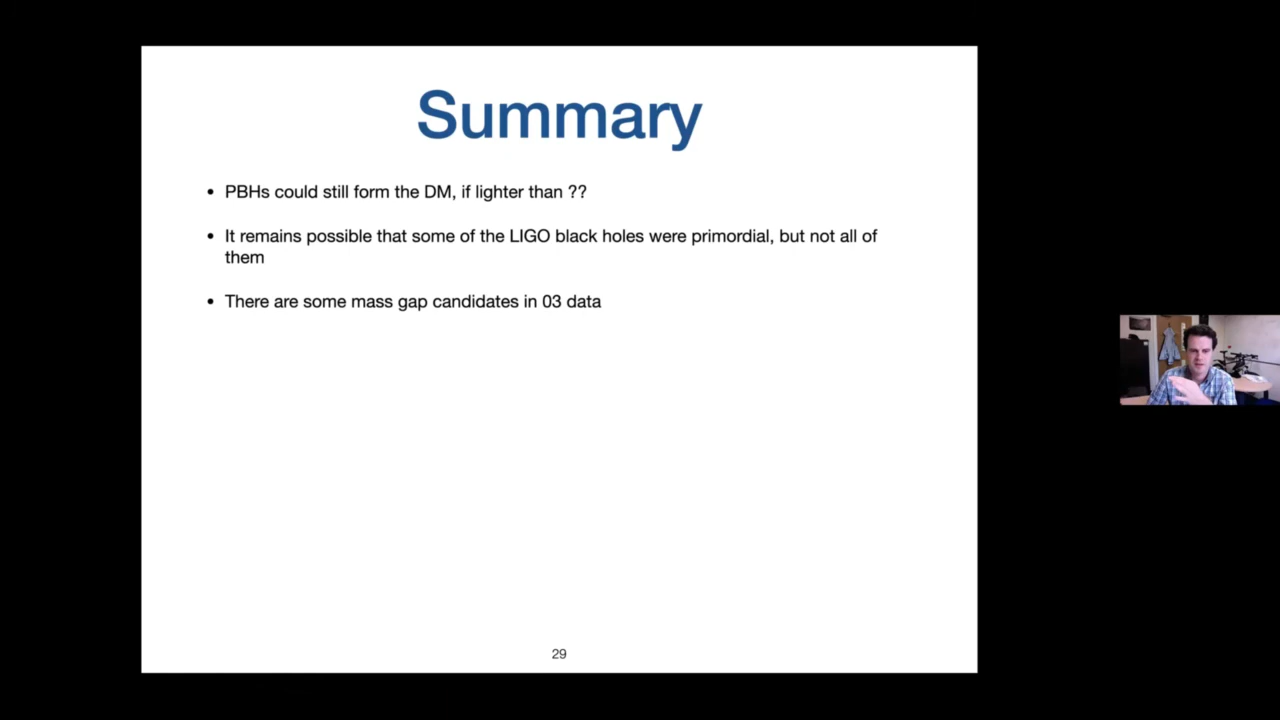 Summary
• PBHs could still form the DM, if lighter than ??
• It remains possible that some of the LIGO black holes were primordial, but not all of
them
• There are some mass gap candidates in 03 data
29